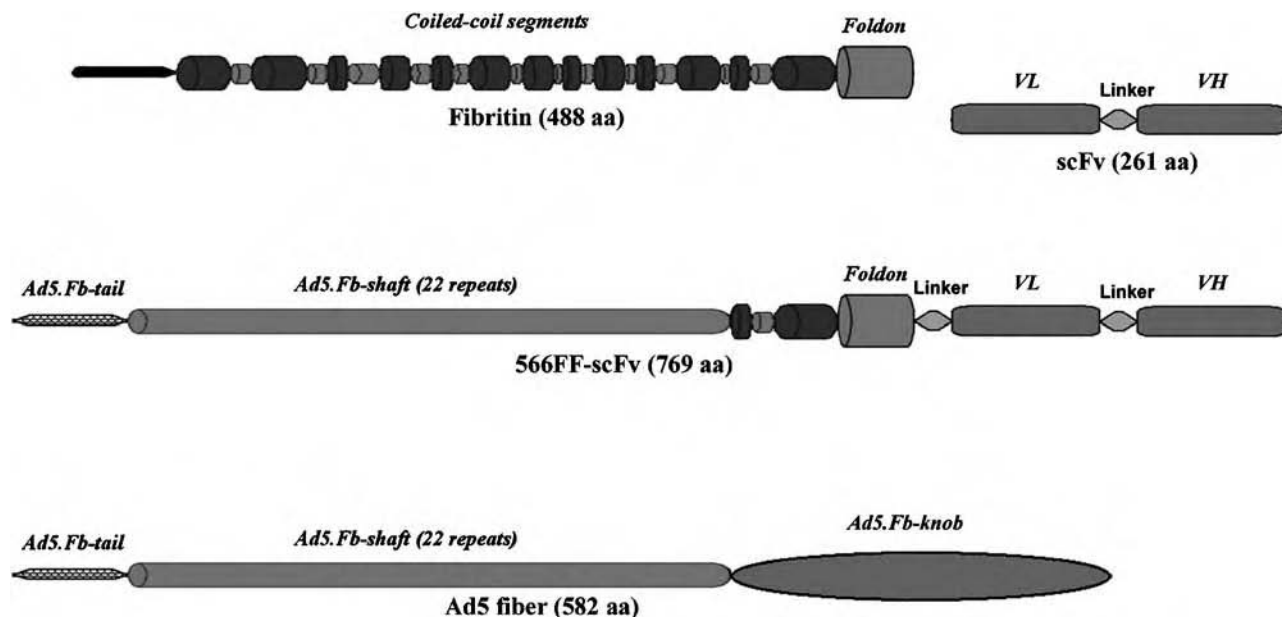 Coiled-coil segments
Foldon
Fibritin (488 aa)
VL Linker VH
scFv (261 aa)
Ad5.Fb-tail Ad5.Fb-shaft (22 repeats) Foldon Linker VL Linker VH
566FF-scFv (769 aa)
Ad5.Fb-tail Ad5.Fb-shaft (22 repeats) Ad5.Fb-knob
Ad5 fiber (582 aa)